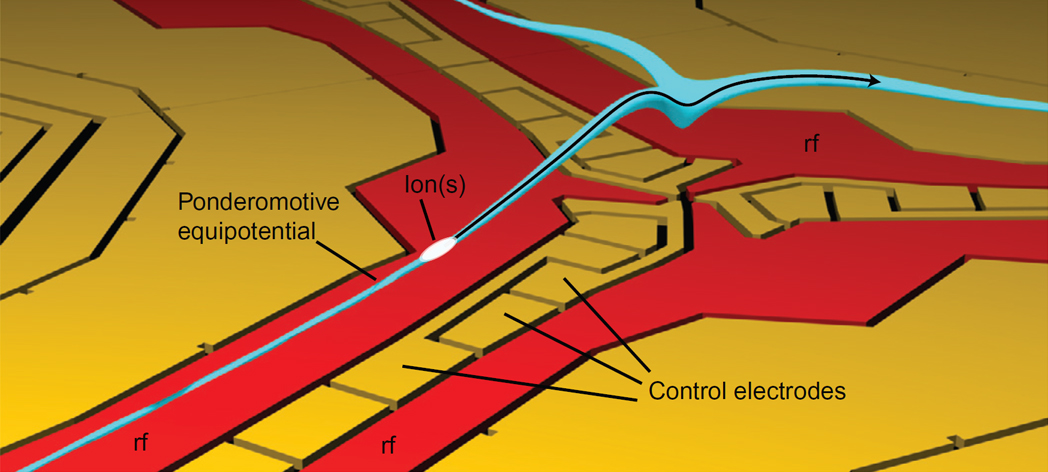 rf
Ion(s)
Ponderomotive
equipotential
Control electrodes
rf
rf